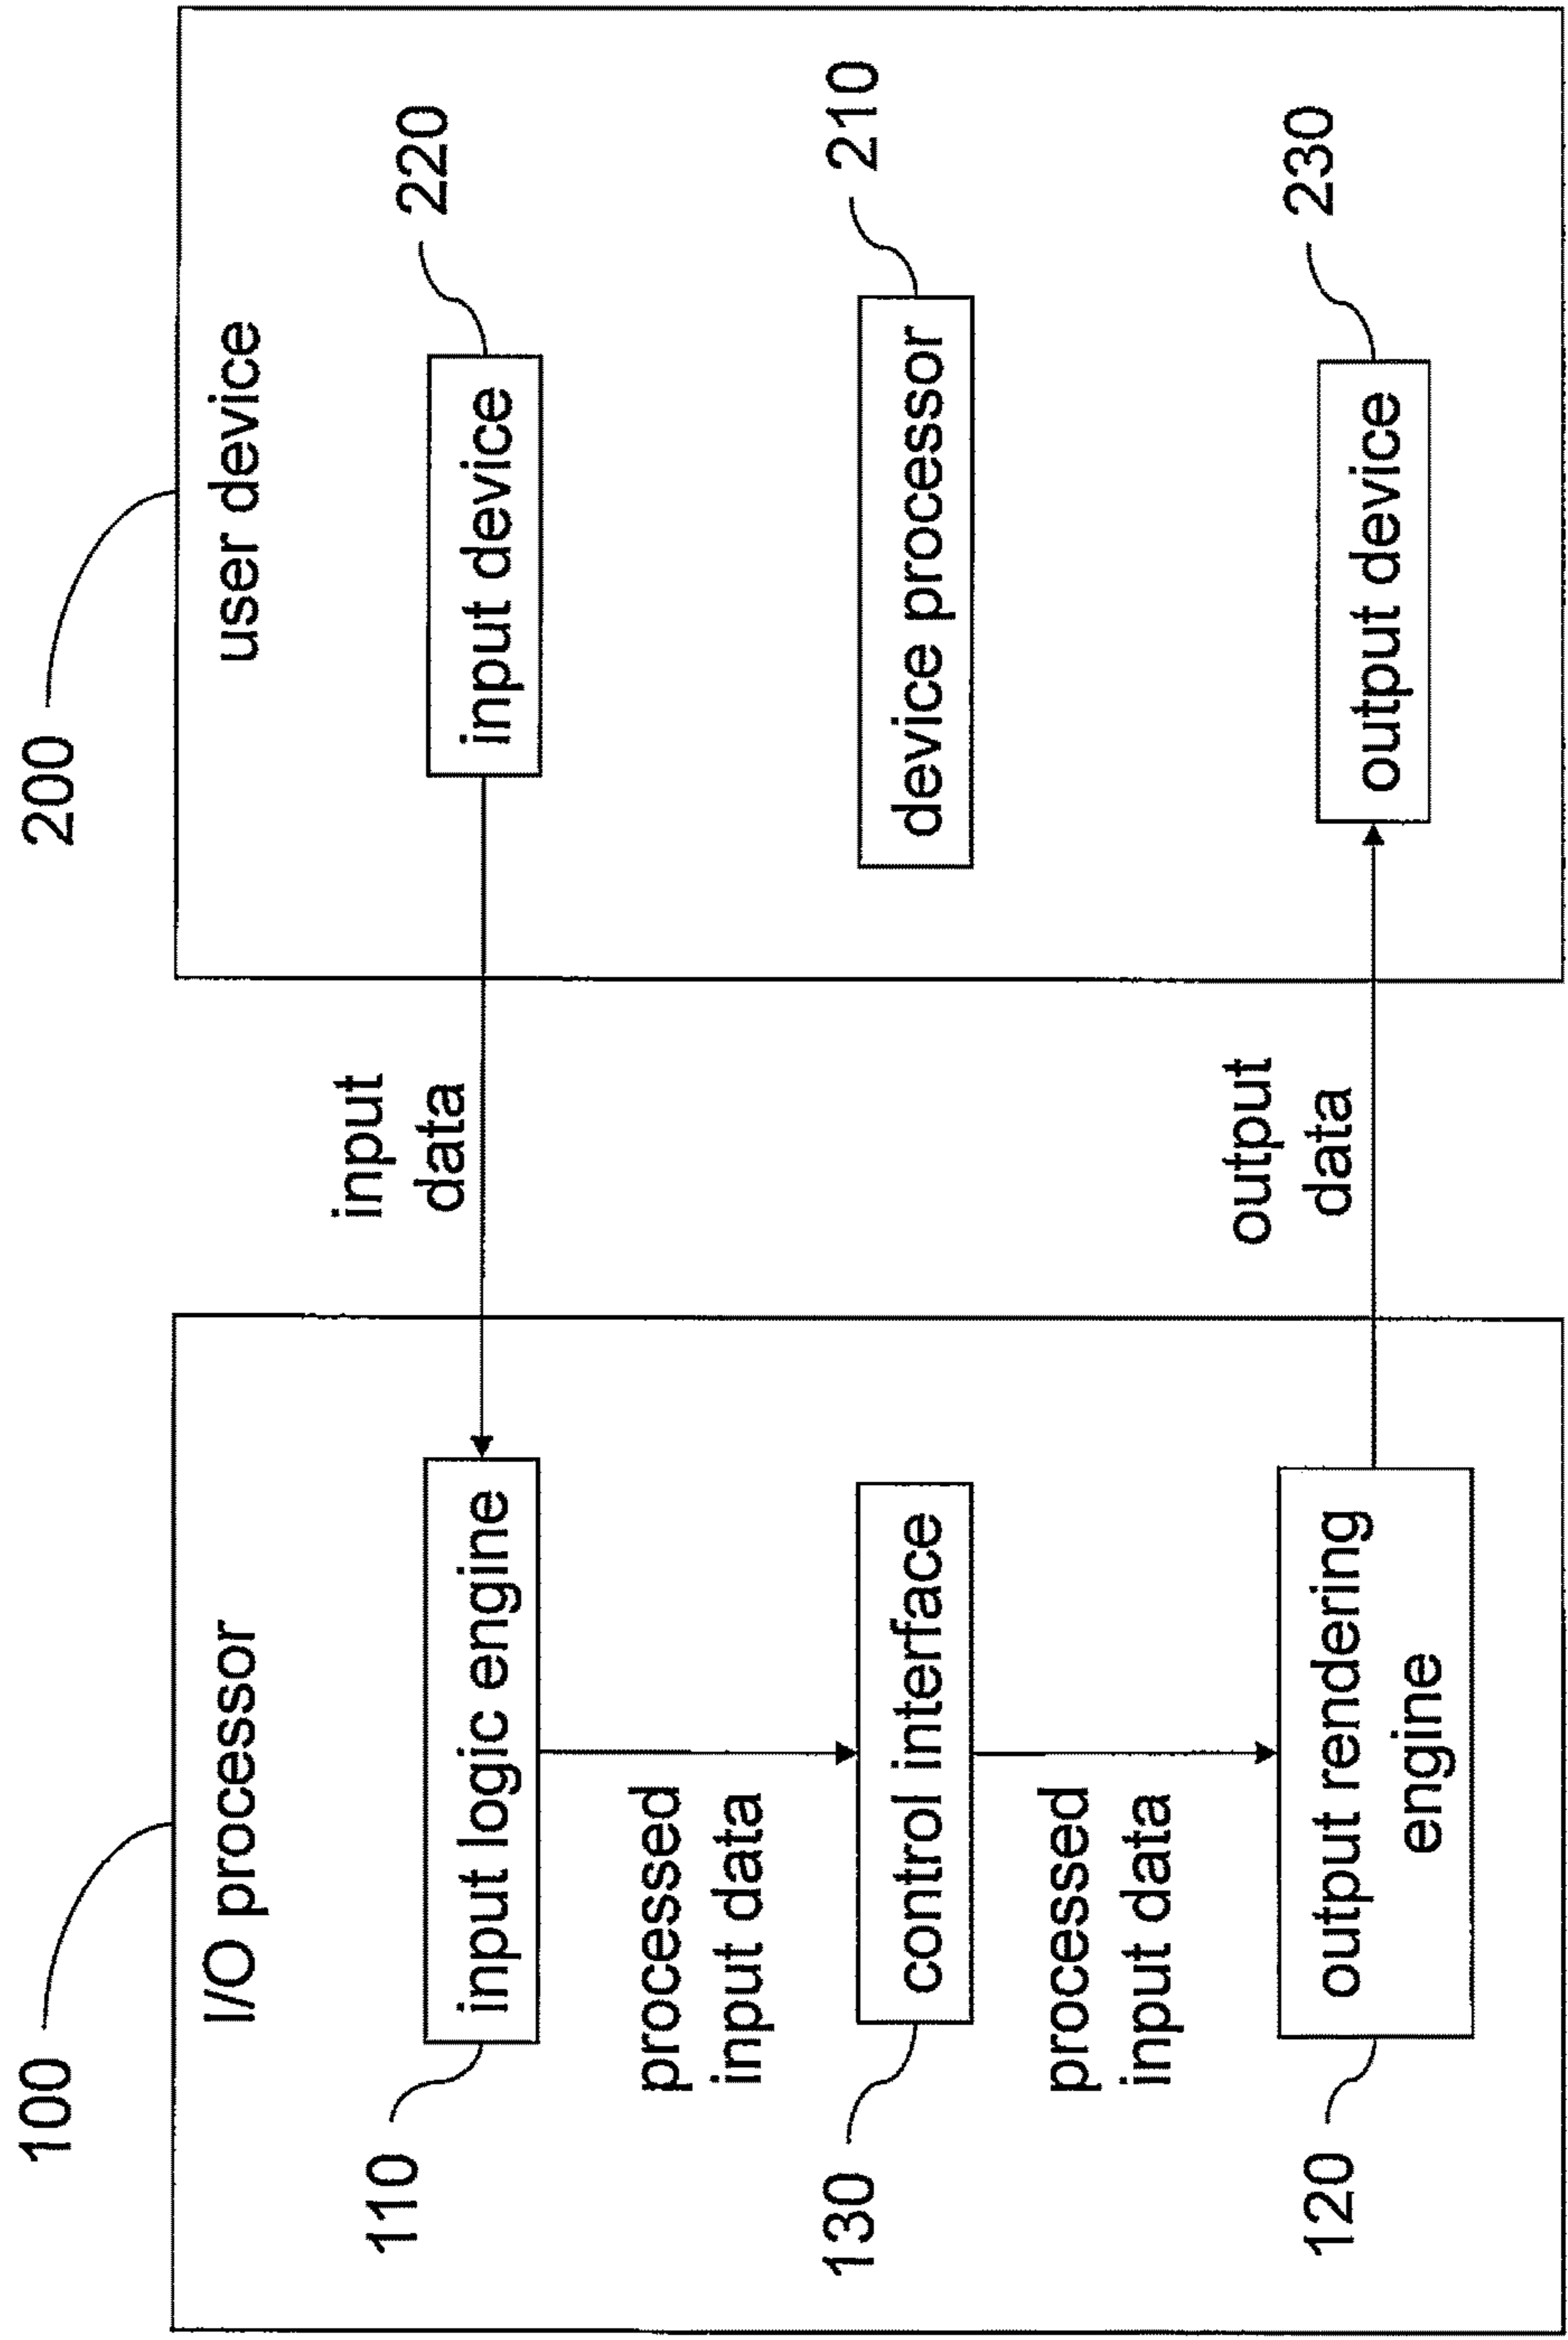 100
I/O processor
110
input logic engine
processed
input data
130
control interface
processed
input data
120
output rendering
engine
input
data
output
data
200
user device
220
input device
210
device processor
230
output device